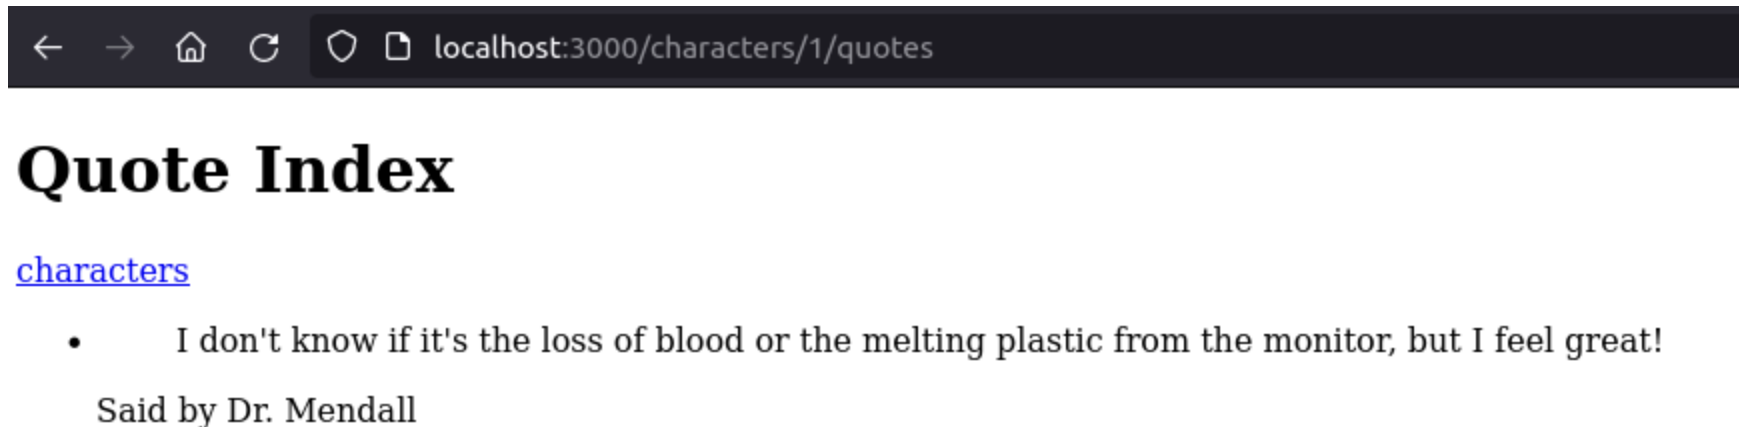 localhost:3000/characters/1/quotes
Quote Index
characters
• I don't know if it's the loss of blood or the melting plastic from the monitor, but I feel great!
Said by Dr. Mendall